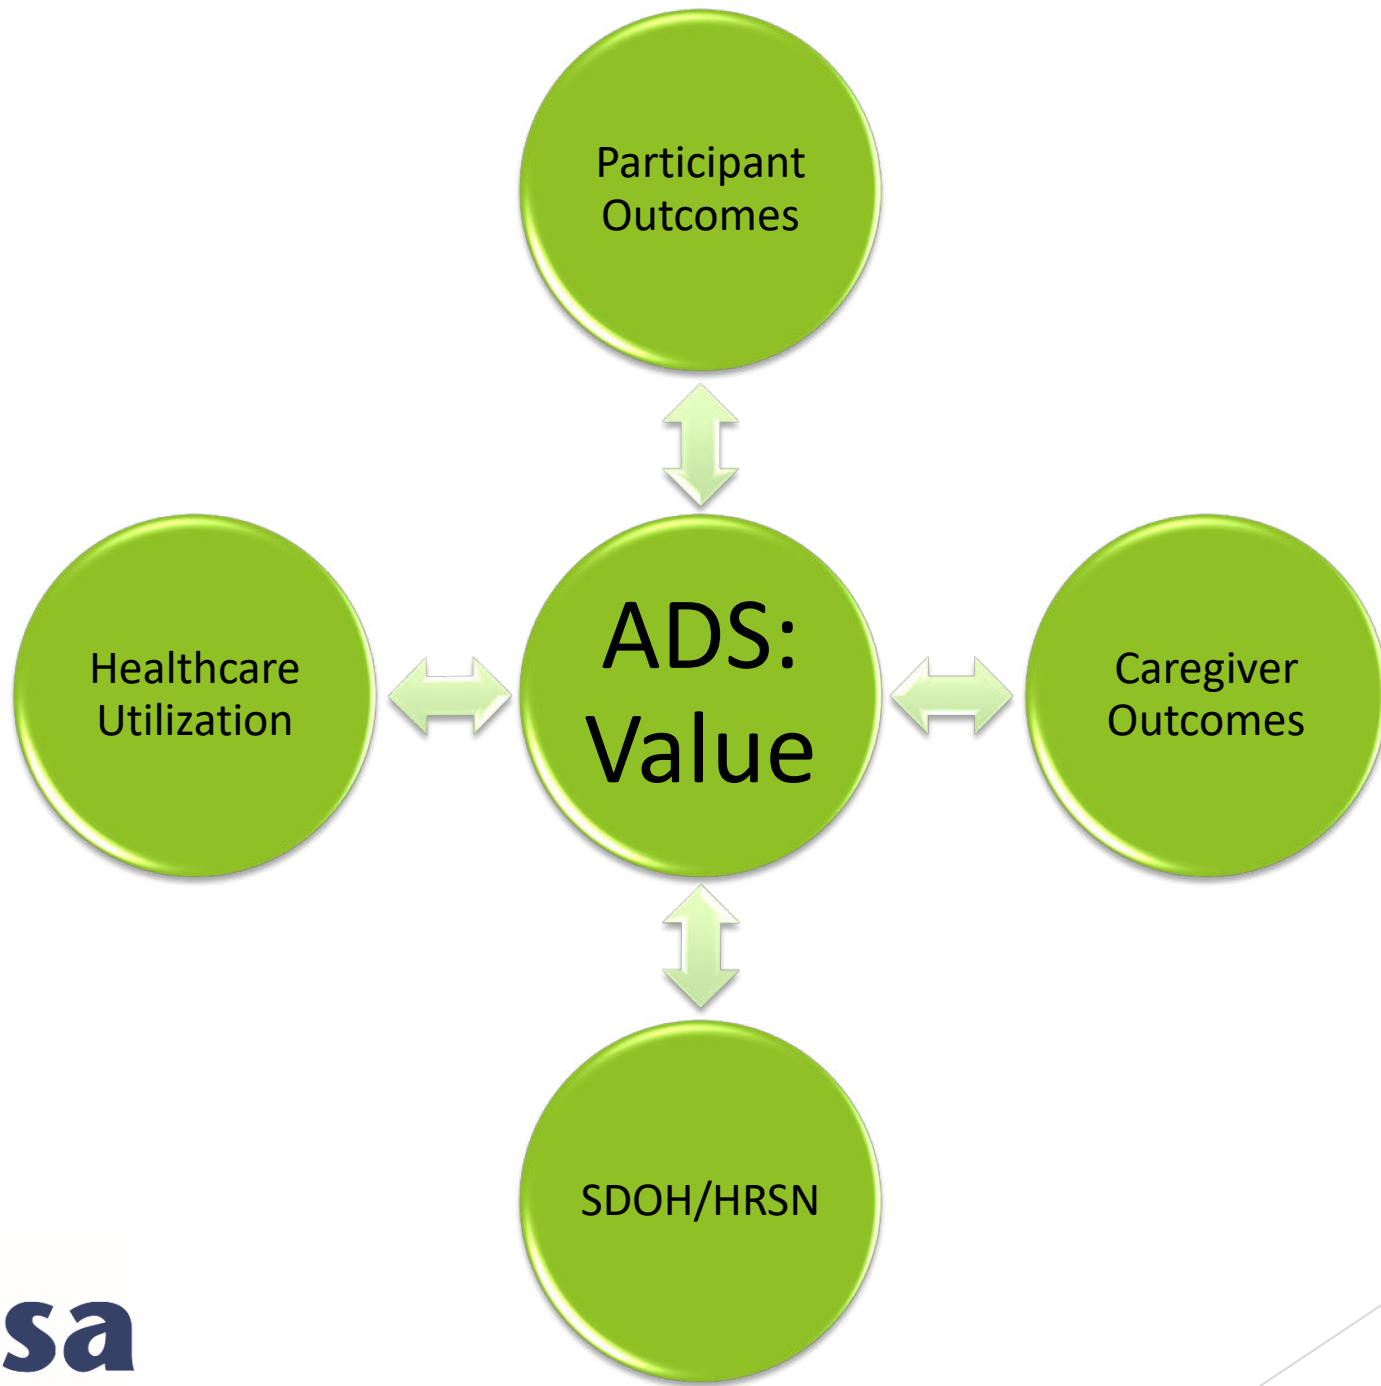 Participant
Outcomes
Healthcare
Utilization
ADS:
Value
Caregiver
Outcomes
SDOH/HRSN
sa